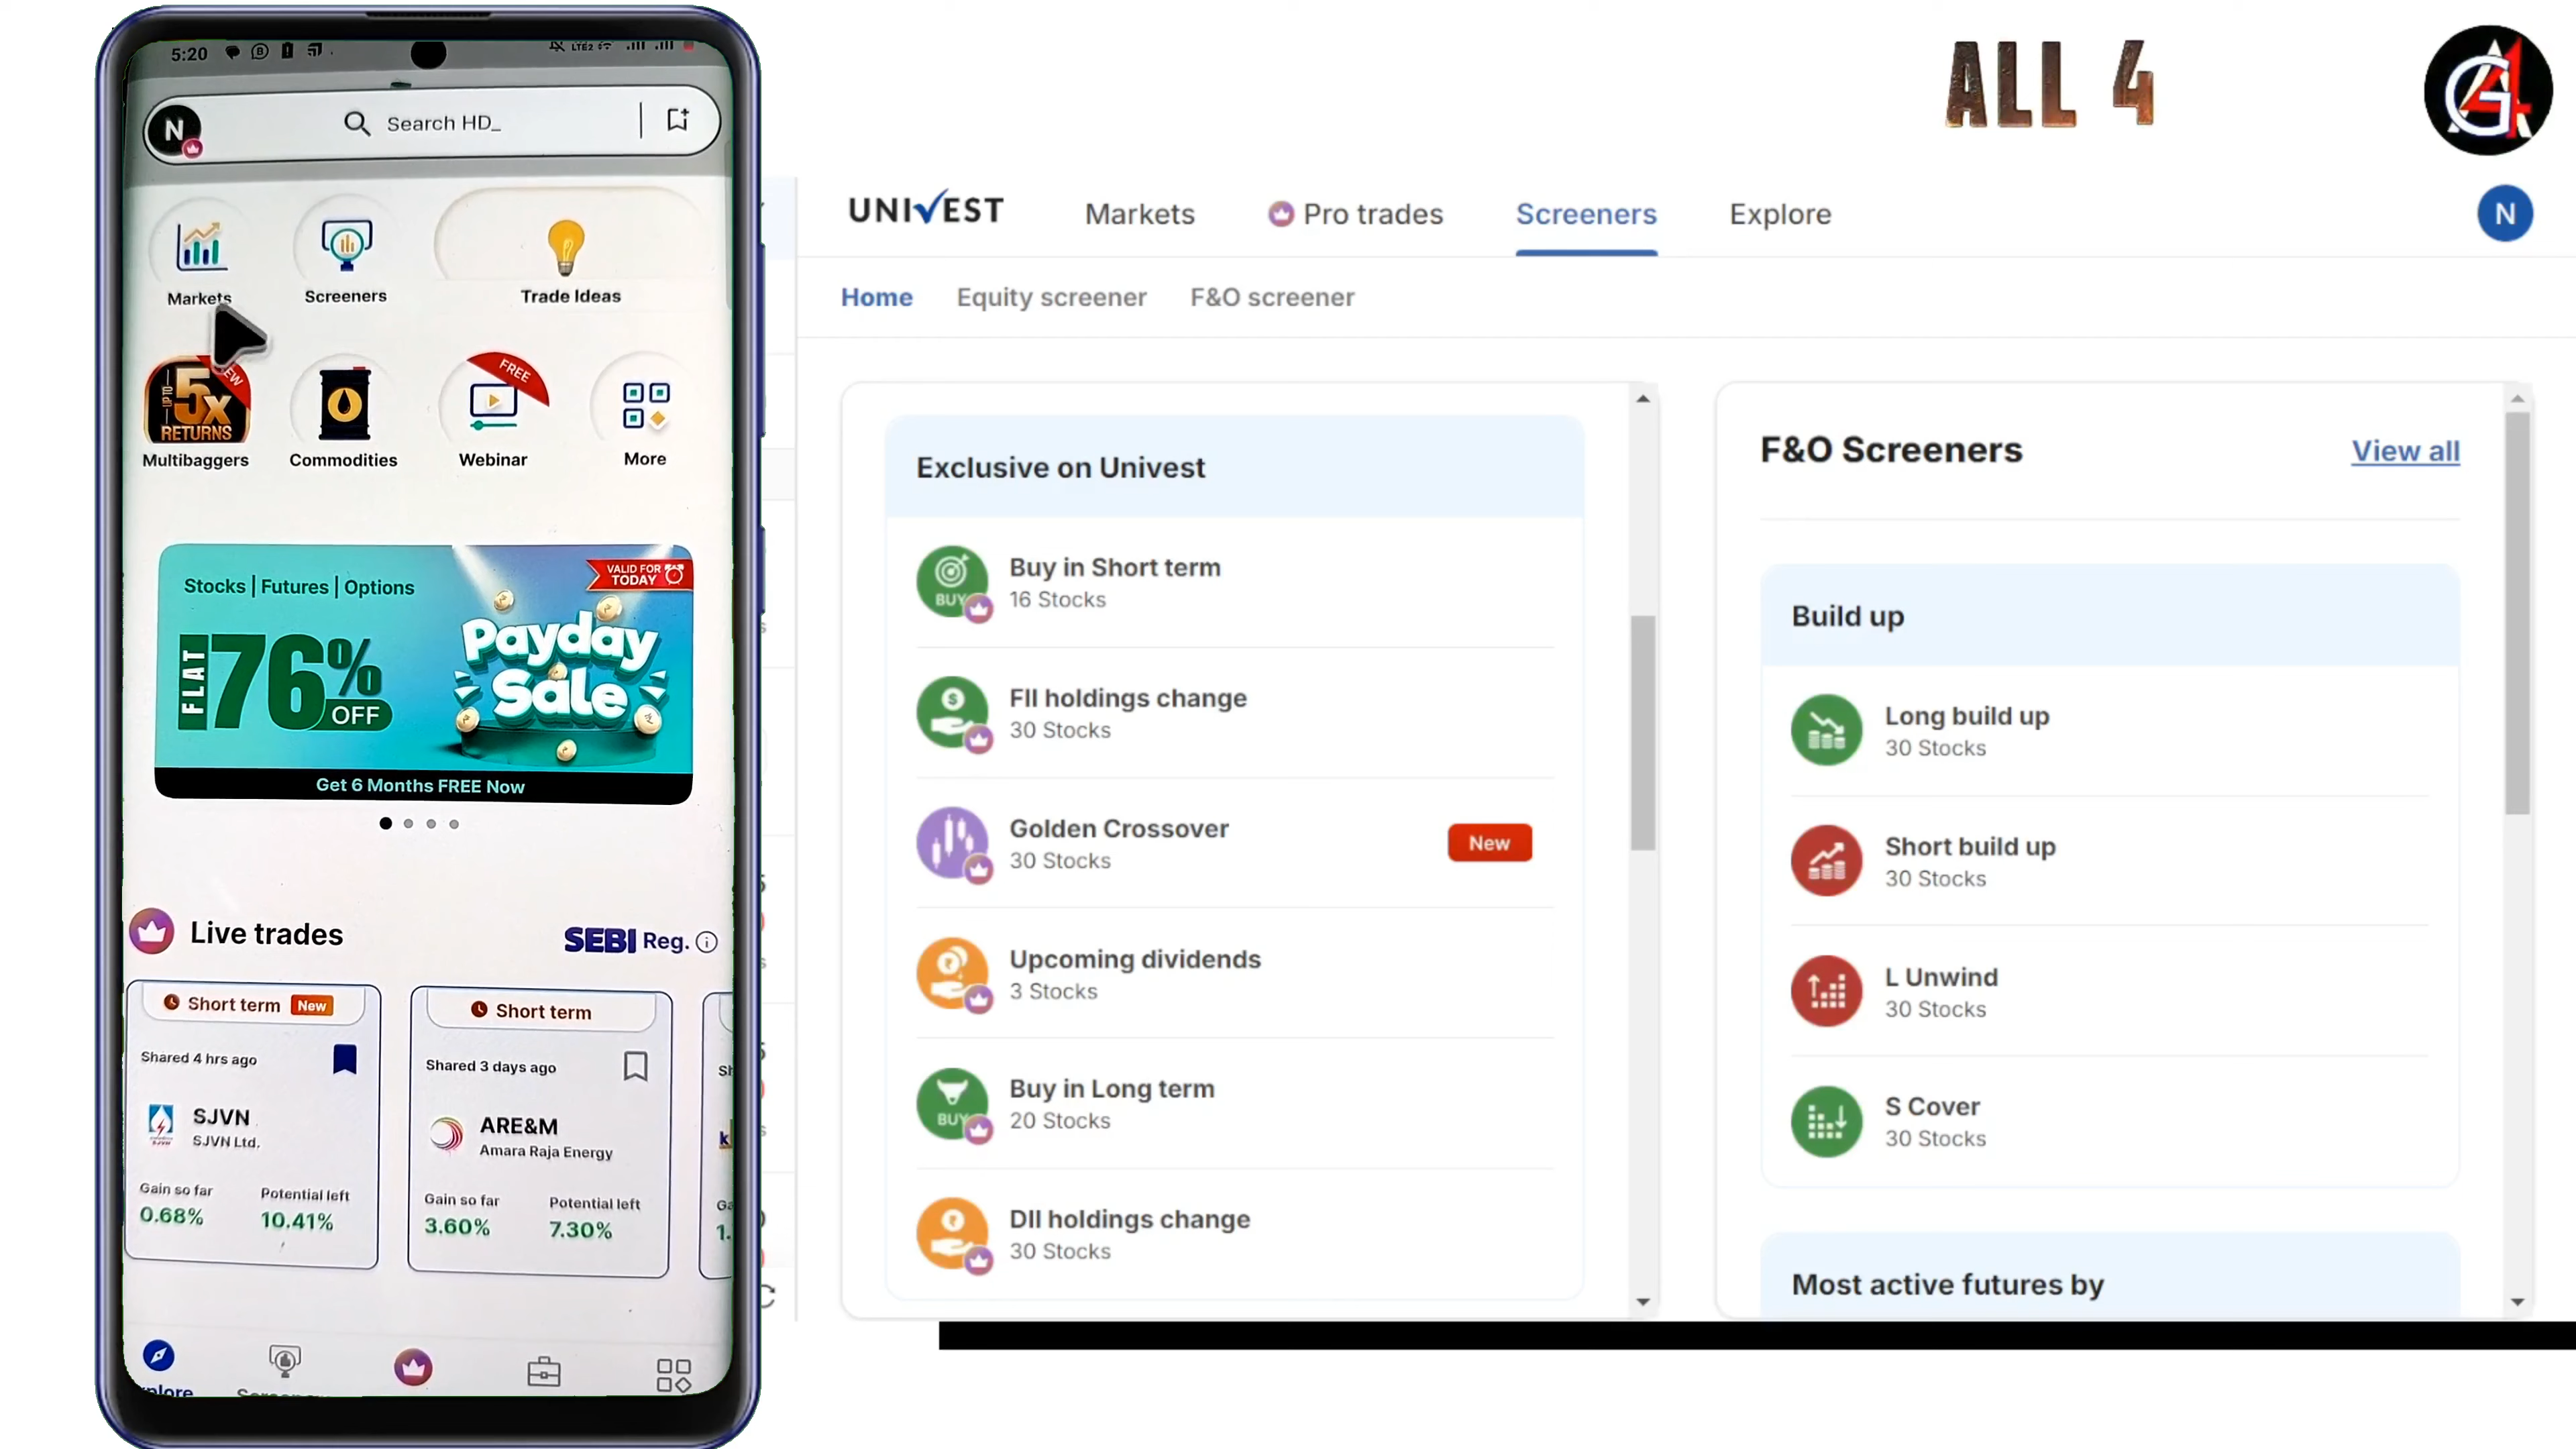 5:20
LTE2
N
Search HD_
Markets
Screeners
Trade Ideas
NEW
5x
RETURNS
FREE
Multibaggers
Commodities
Webinar
More
Stocks | Futures | Options
VALID FOR
TODAY
FLAT
76%
OFF
Payday
Sale
Get 6 Months FREE Now
Live trades
SEBI Reg.
Short term New
Short term
Shared 4 hrs ago
Shared 3 days ago
SJVN
SJVN Ltd.
ARE&M
Amara Raja Energy
Gain so far
Potential left
0.68%
10.41%
Gain so far
Potential left
3.60%
7.30%
ALL 4
UNIVEST
Markets
Pro trades
Screeners
Explore
N
Home
Equity screener
F&O screener
Exclusive on Univest
BUY
Buy in Short term
16 Stocks
FII holdings change
30 Stocks
Golden Crossover
30 Stocks
New
Upcoming dividends
3 Stocks
BUY
Buy in Long term
20 Stocks
DII holdings change
30 Stocks
F&O Screeners
View all
Build up
Long build up
30 Stocks
Short build up
30 Stocks
L Unwind
30 Stocks
S Cover
30 Stocks
Most active futures by